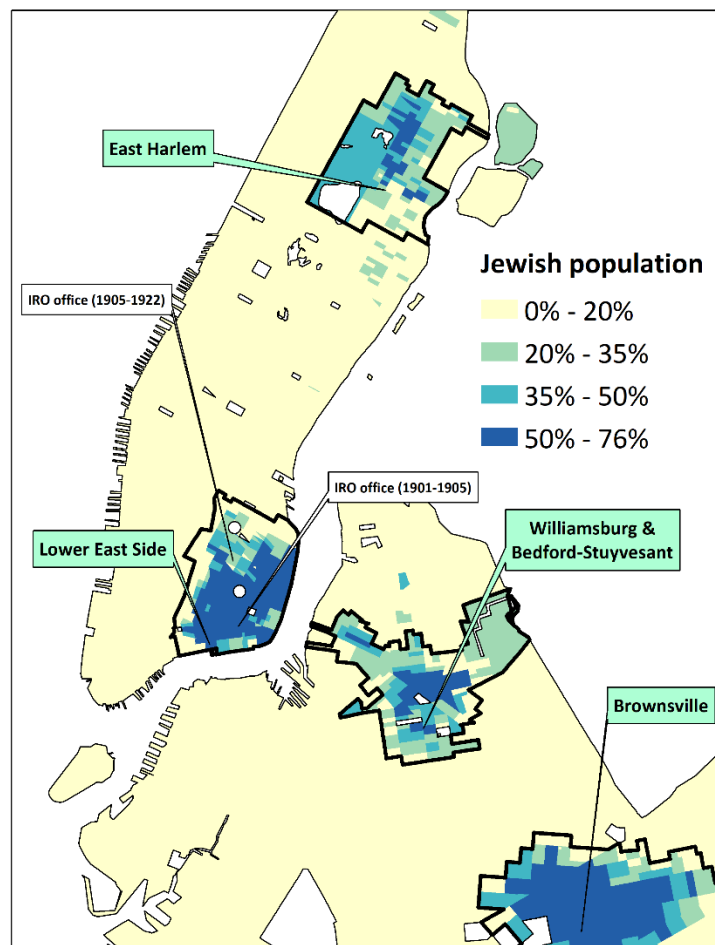 East Harlem
Jewish population
0% - 20%
20% - 35%
35% - 50%
50% - 76%
IRO office (1905-1922)
IRO office (1901-1905)
Lower East Side
Williamsburg &
Bedford-Stuyvesant
Brownsville